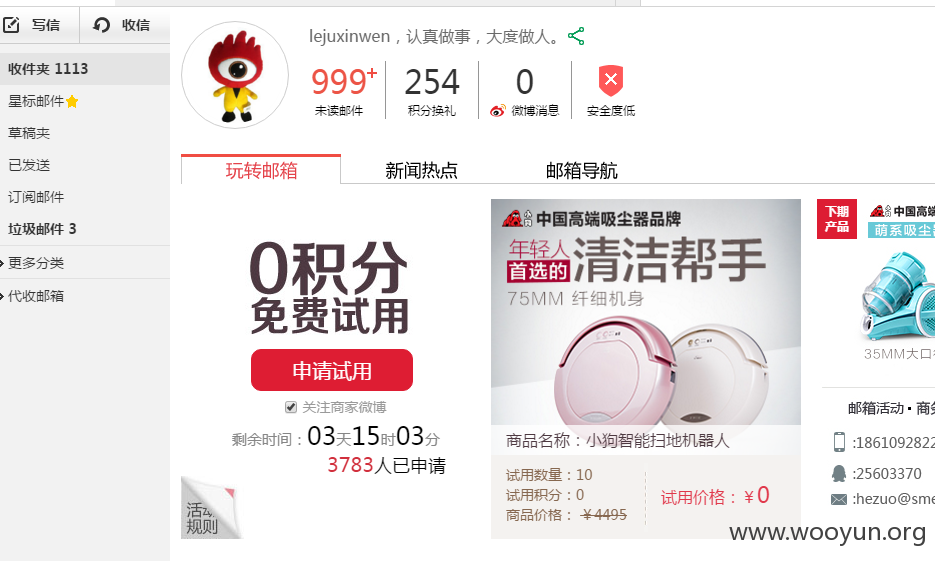 写信
收信
收件夹 1113
星标邮件
草稿夹
已发送
订阅邮件
垃圾邮件 3
更多分类
代收邮箱
lejuxinwen，认真做事，大度做人。
999+
未读邮件
254
积分换礼
0
微博消息
安全度低
玩转邮箱
新闻热点
邮箱导航
0积分
免费试用
申请试用
关注商家微博
剩余时间：03天15时03分
3783人已申请
活动
规则
小狗
中国高端吸尘器品牌
年轻人
首选的
清洁帮手
75MM 纤细机身
商品名称：小狗智能扫地机器人
试用数量：10
试用积分：0
商品价格：￥4495
试用价格：￥0
下期
产品
小狗
中国高端
萌系吸尘器
35MM大口
邮箱活动·商务
:1861092822
:25603370
:hezuo@sme
www.wooyun.org